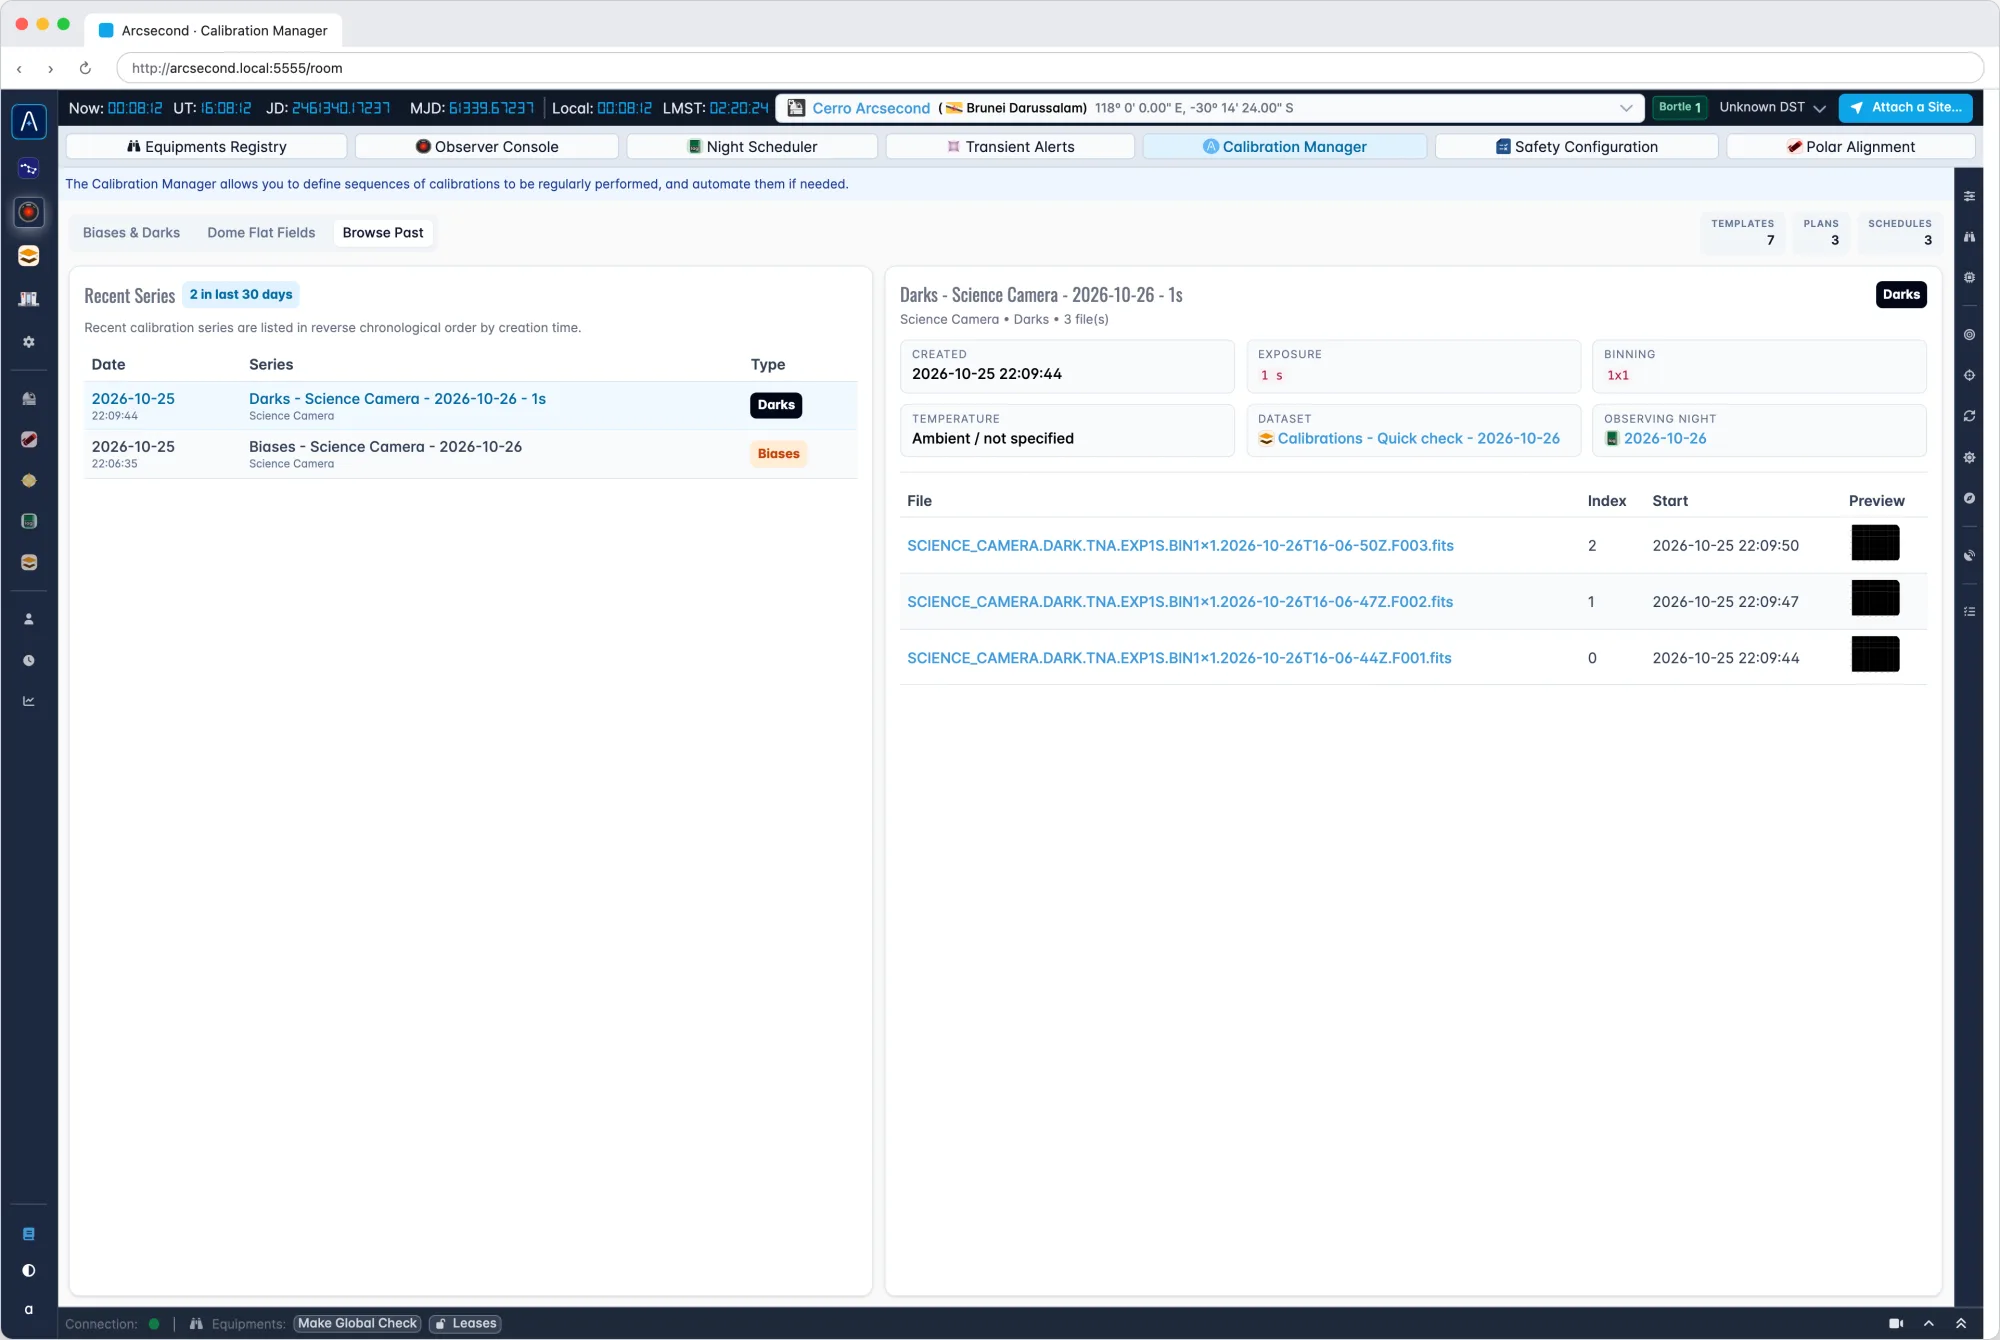 Arcsecond · Calibration Manager
http://arcsecond.local:5555/room
Now: 00:08:12 UT: 16:08:12 JD: 2461340.17237 MJD: 61339.67237 Local: 00:08:12 LMST: 02:20:24 Cerro Arcsecond ( Brunei Darussalam) 118° 0' 0.00" E, -30° 14' 24.00" S Bortle 1 Unknown DST Attach a Site...
Equipments Registry Observer Console Night Scheduler Transient Alerts Calibration Manager Safety Configuration Polar Alignment
The Calibration Manager allows you to define sequences of calibrations to be regularly performed, and automate them if needed.
Biases & Darks Dome Flat Fields Browse Past
TEMPLATES PLANS SCHEDULES
7 3 3
Recent Series 2 in last 30 days
Recent calibration series are listed in reverse chronological order by creation time.
Date Series Type
2026-10-25 Darks - Science Camera - 2026-10-26 - 1s Darks
22:09:44 Science Camera
2026-10-25 Biases - Science Camera - 2026-10-26 Biases
22:06:35 Science Camera
Darks - Science Camera - 2026-10-26 - 1s Darks
Science Camera • Darks • 3 file(s)
CREATED EXPOSURE BINNING
2026-10-25 22:09:44 1 s 1x1
TEMPERATURE DATASET OBSERVING NIGHT
Ambient / not specified Calibrations - Quick check - 2026-10-26 2026-10-26
File Index Start Preview
SCIENCE_CAMERA.DARK.TNA.EXP1S.BIN1×1.2026-10-26T16-06-50Z.F003.fits 2 2026-10-25 22:09:50
SCIENCE_CAMERA.DARK.TNA.EXP1S.BIN1×1.2026-10-26T16-06-47Z.F002.fits 1 2026-10-25 22:09:47
SCIENCE_CAMERA.DARK.TNA.EXP1S.BIN1×1.2026-10-26T16-06-44Z.F001.fits 0 2026-10-25 22:09:44
a
Connection: Equipments: Make Global Check Leases